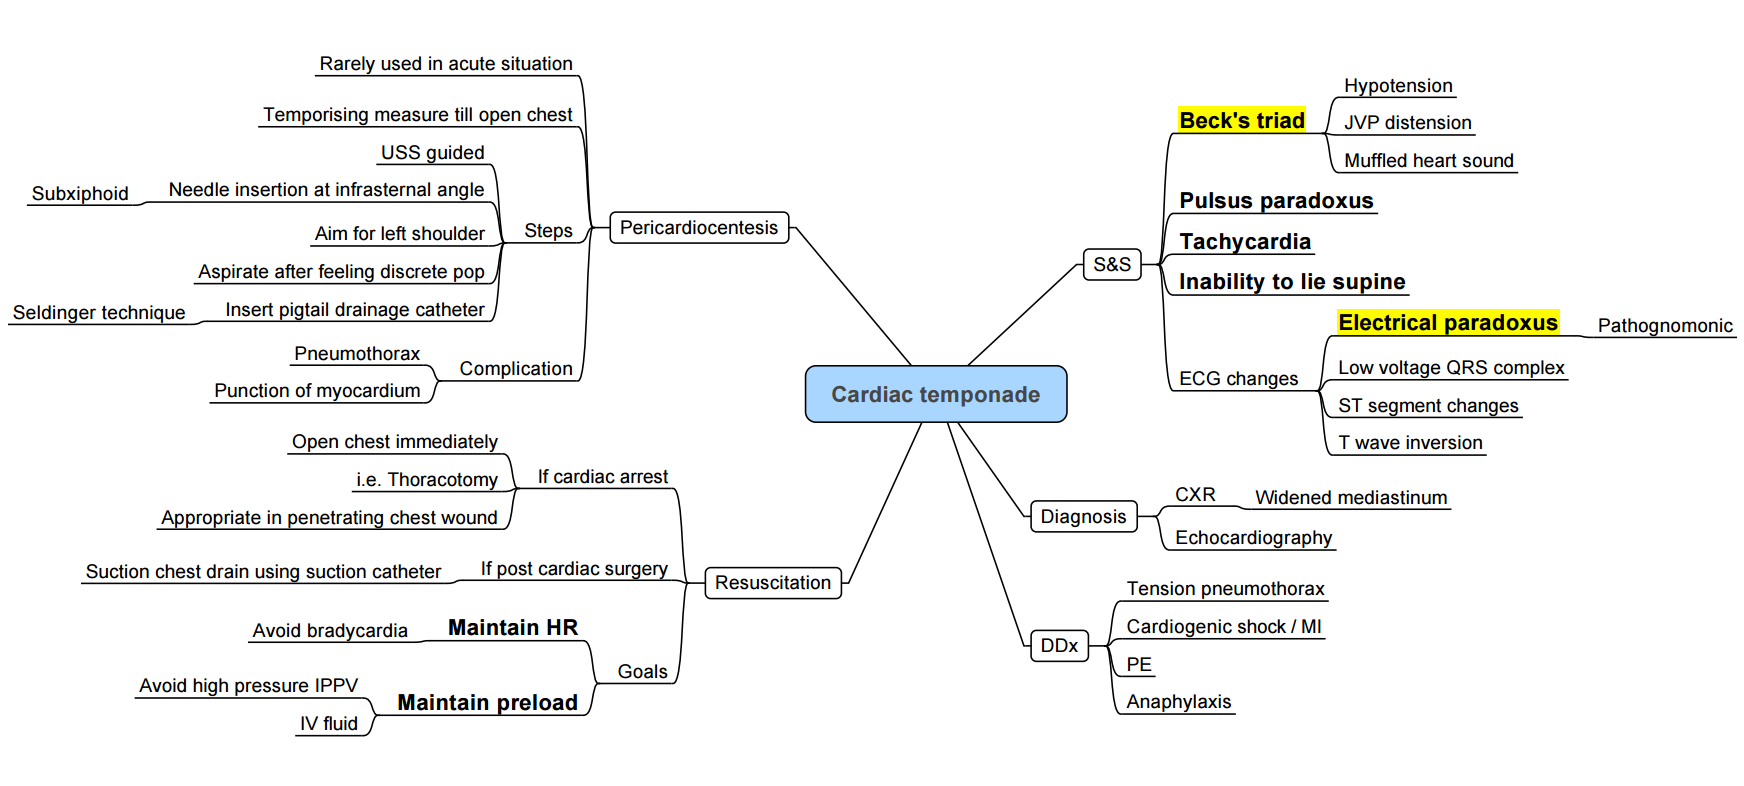 Cardiac temponade
Pericardiocentesis
Rarely used in acute situation
Temporising measure till open chest
Steps
USS guided
Needle insertion at infrasternal angle
Subxiphoid
Aim for left shoulder
Aspirate after feeling discrete pop
Insert pigtail drainage catheter
Seldinger technique
Complication
Pneumothorax
Punction of myocardium
Resuscitation
If cardiac arrest
Open chest immediately
i.e. Thoracotomy
Appropriate in penetrating chest wound
If post cardiac surgery
Suction chest drain using suction catheter
Goals
Maintain HR
Avoid bradycardia
Maintain preload
Avoid high pressure IPPV
IV fluid
S&S
Beck's triad
Hypotension
JVP distension
Muffled heart sound
Pulsus paradoxus
Tachycardia
Inability to lie supine
ECG changes
Electrical paradoxus
Pathognomonic
Low voltage QRS complex
ST segment changes
T wave inversion
Diagnosis
CXR
Widened mediastinum
Echocardiography
DDx
Tension pneumothorax
Cardiogenic shock / MI
PE
Anaphylaxis